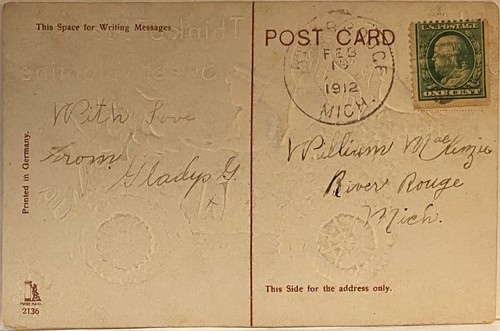 This Space for Writing Messages
With Love
From
Gladys G.
x
Printed in Germany.
2136
POST CARD
FEB
1912
MICH.
U.S. POSTAGE
ONE CENT
William MacKenzie
River Rouge
Mich.
This Side for the address only.